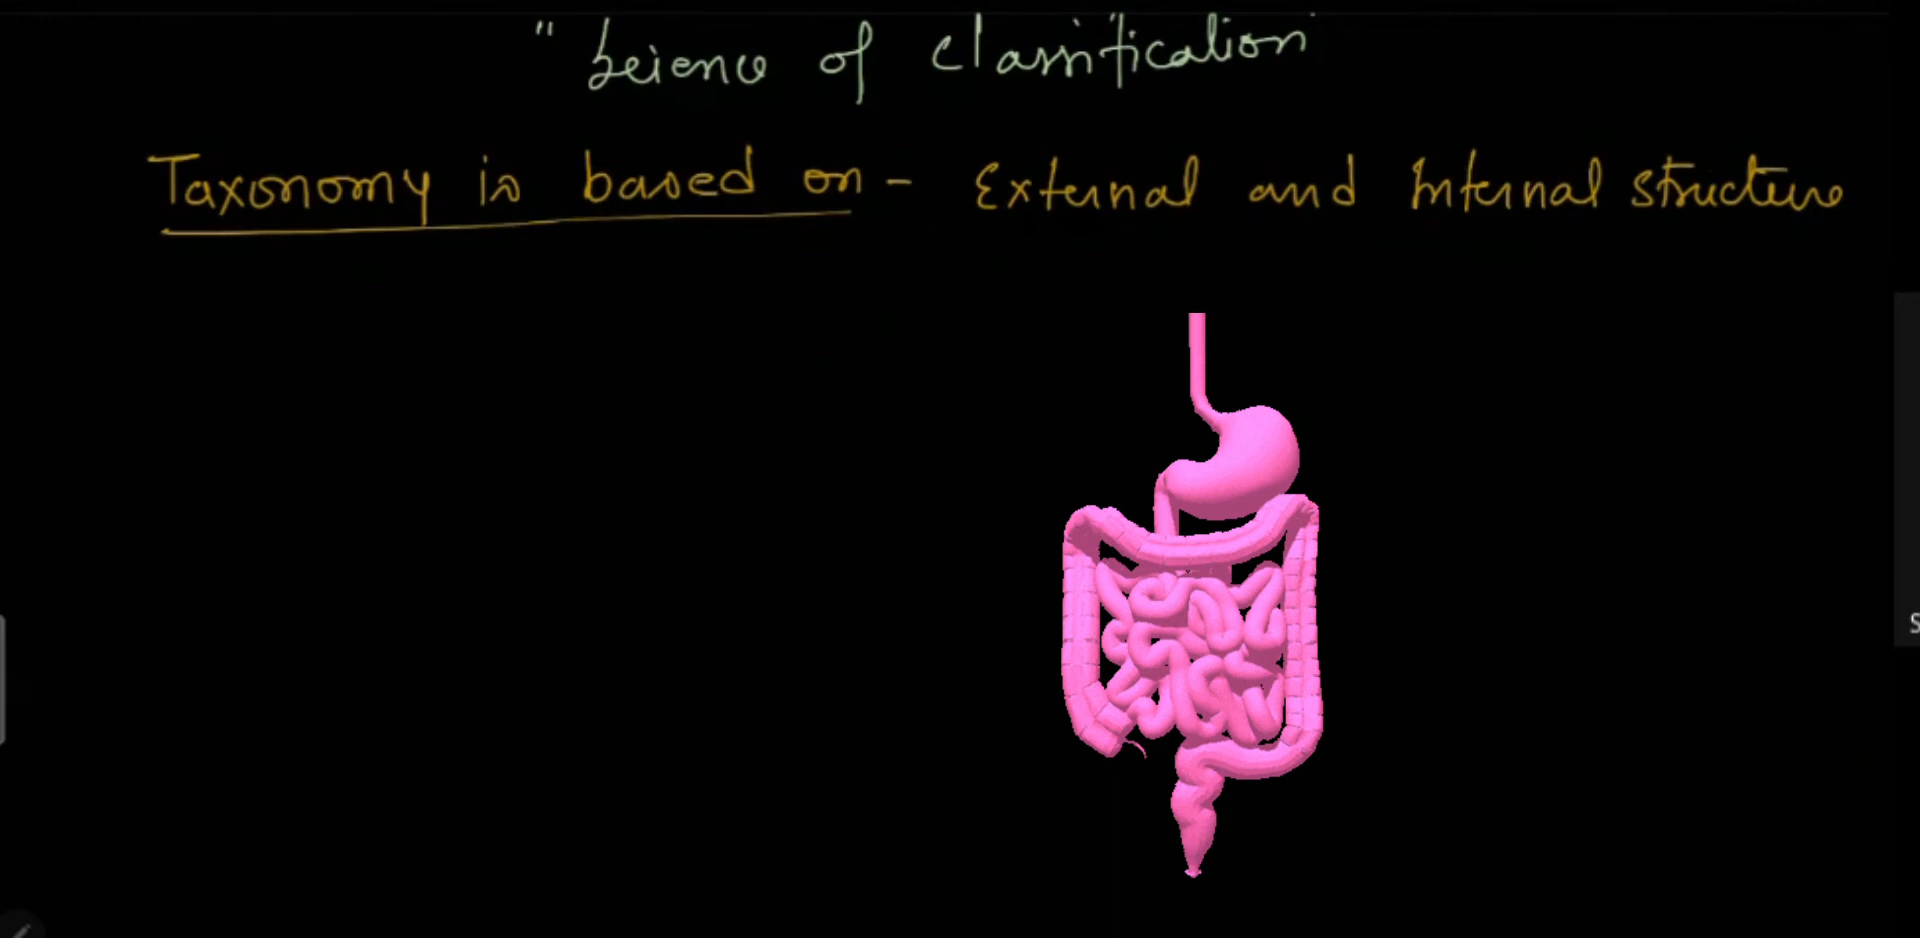 " Science of classification
Taxonomy is based on - External and Internal structure
S